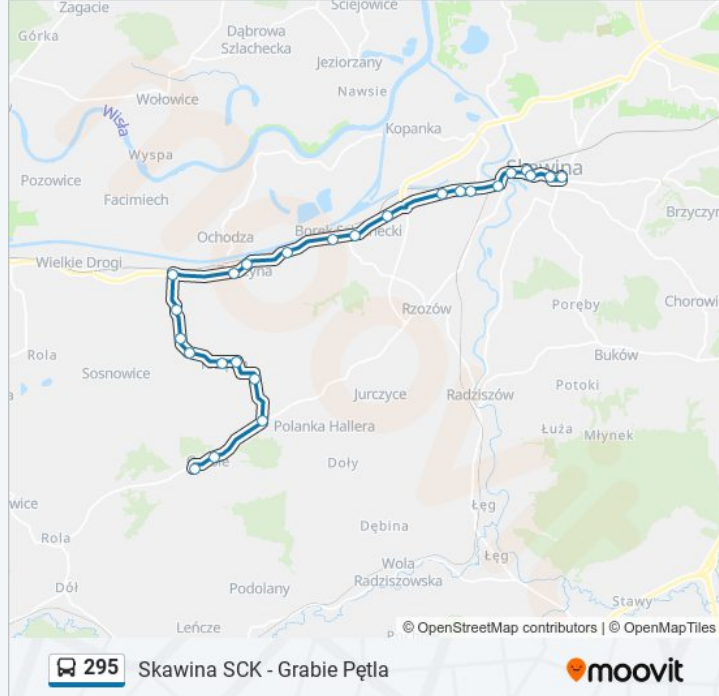 Zagacie
Ściejowice
Górka
Dąbrowa
Szlachecka
Jeziorzany
Nawsie
Wołowice
Wisła
Kopanka
Wyspa
Skawina
Pozowice
Facimiech
Brzyczyn
Ochodza
Wielkie Drogi
Chorowi
Rzozów
Poręby
Rola
Buków
Sosnowice
Potoki
Jurczyce
Radziszów
Łuża
Młynek
Polanka Hallera
Doły
wice
Łęg
Dębina
Rola
Łęg
Wola
Radziszowska
Dół
Podolany
Stawy
Leńcze
© OpenStreetMap contributors | © OpenMapTiles
295 Skawina SCK - Grabie Pętla
moovit